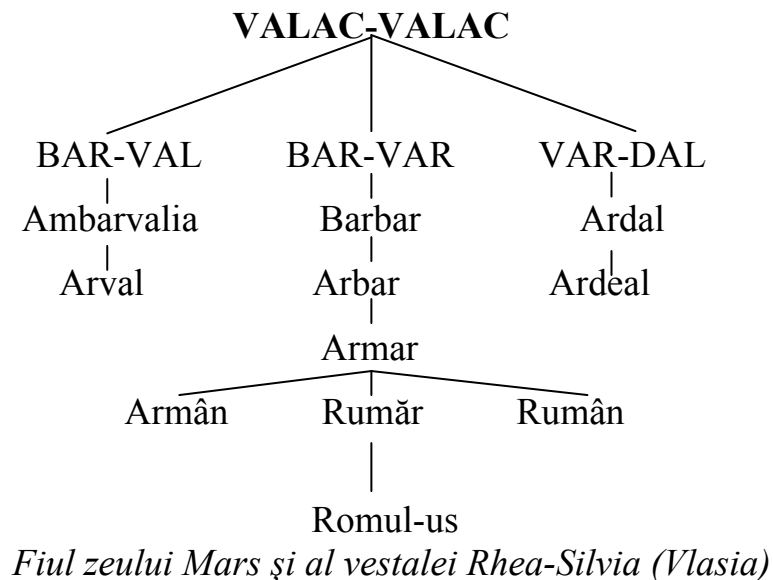 VALAC-VALAC
BAR-VAL BAR-VAR VAR-DAL
Ambarvalia Barbar Ardal
Arval Arbar Ardeal
Armar
Armân Rumăr Rumân
Romul-us
Fiul zeului Mars şi al vestalei Rhea-Silvia (Vlasia)